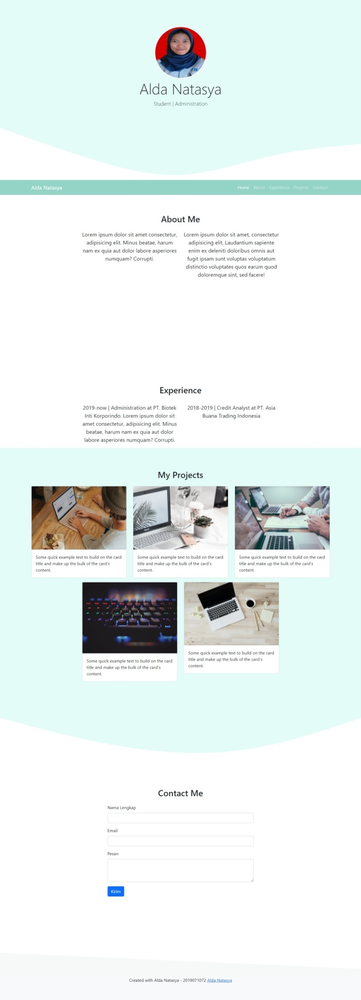 Alda Natasya
Student | Administration
Alda Natasya
Home About Experience Projects Contact
About Me
Lorem ipsum dolor sit amet consectetur,
adipisicing elit. Minus beatae, harum
nam ex quia aut dolor labore asperiores
numquam? Corrupti.
Lorem ipsum dolor sit amet, consectetur
adipisicing elit. Laudantium sapiente
enim ex deleniti doloribus omnis aut
fugit ipsam sunt voluptas voluptatum
distinctio voluptates quos earum quod
doloremque sint, sed facere!
Experience
2019-now | Administration at PT. Biotek
Inti Korporindo. Lorem ipsum dolor sit
amet consectetur, adipisicing elit. Minus
beatae, harum nam ex quia aut dolor
labore asperiores numquam? Corrupti.
2018-2019 | Credit Analyst at PT. Asia
Buana Trading Indonesia
My Projects
Some quick example text to build on the card
title and make up the bulk of the card's
content.
Some quick example text to build on the card
title and make up the bulk of the card's
content.
Some quick example text to build on the card
title and make up the bulk of the card's
content.
Some quick example text to build on the card
title and make up the bulk of the card's
content.
Some quick example text to build on the card
title and make up the bulk of the card's
content.
Contact Me
Nama Lengkap
Email
Pesan
Kirim
Created with Alda Natasya - 2019071072 Alda Natasya